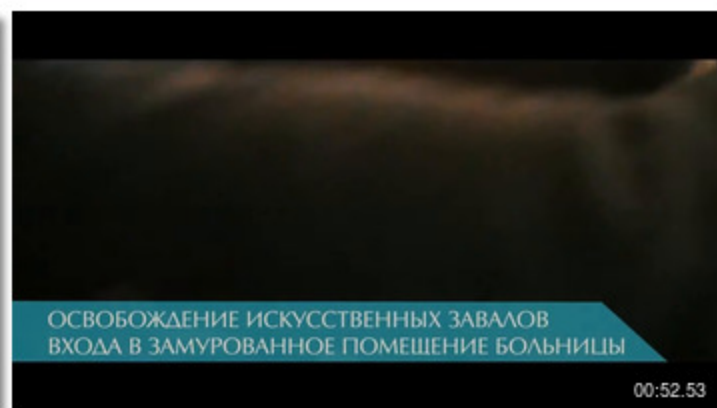 ОСВОБОЖДЕНИЕ ИСКУССТВЕННЫХ ЗАВАЛОВ
ВХОДА В ЗАМУРОВАННОЕ ПОМЕЩЕНИЕ БОЛЬНИЦЫ
00:52.53